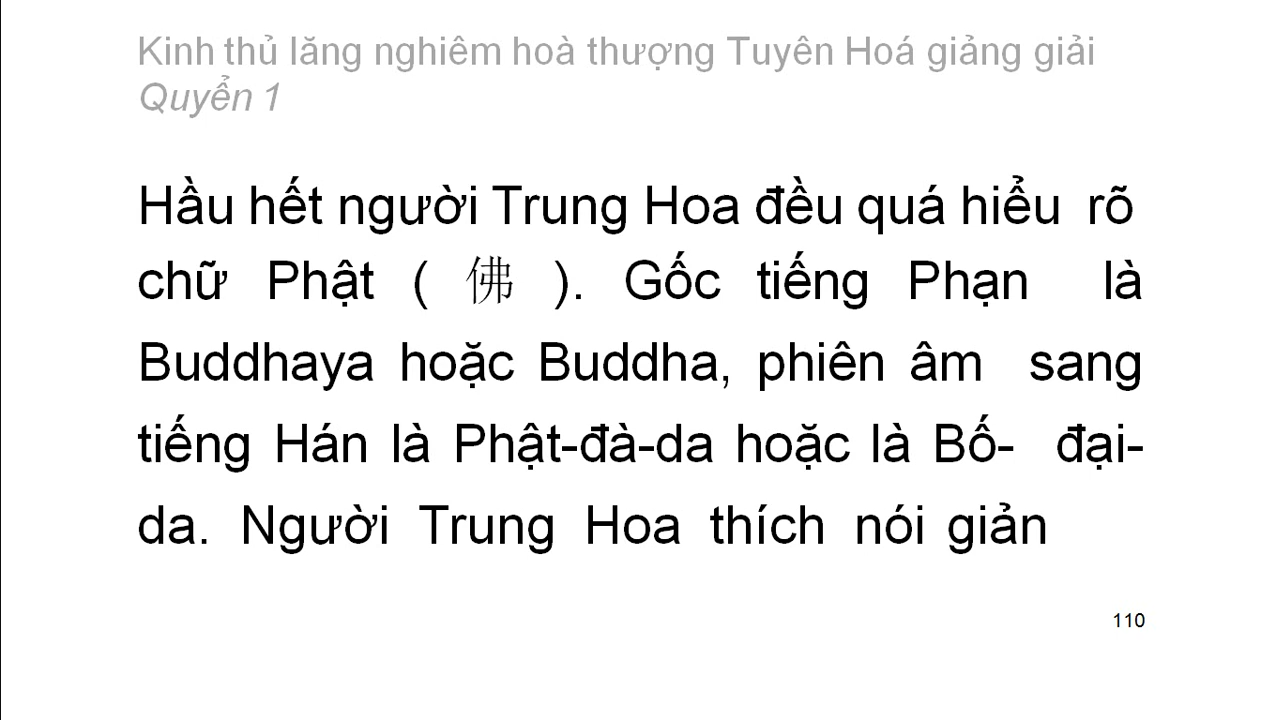 Kinh thủ lăng nghiêm hoà thượng Tuyên Hoá giảng giải
Quyển 1
Hầu hết người Trung Hoa đều quá hiểu rõ
chữ Phật ( 佛 ). Gốc tiếng Phạn là
Buddhaya hoặc Buddha, phiên âm sang
tiếng Hán là Phật-đà-da hoặc là Bố- đại-
da. Người Trung Hoa thích nói giản
110